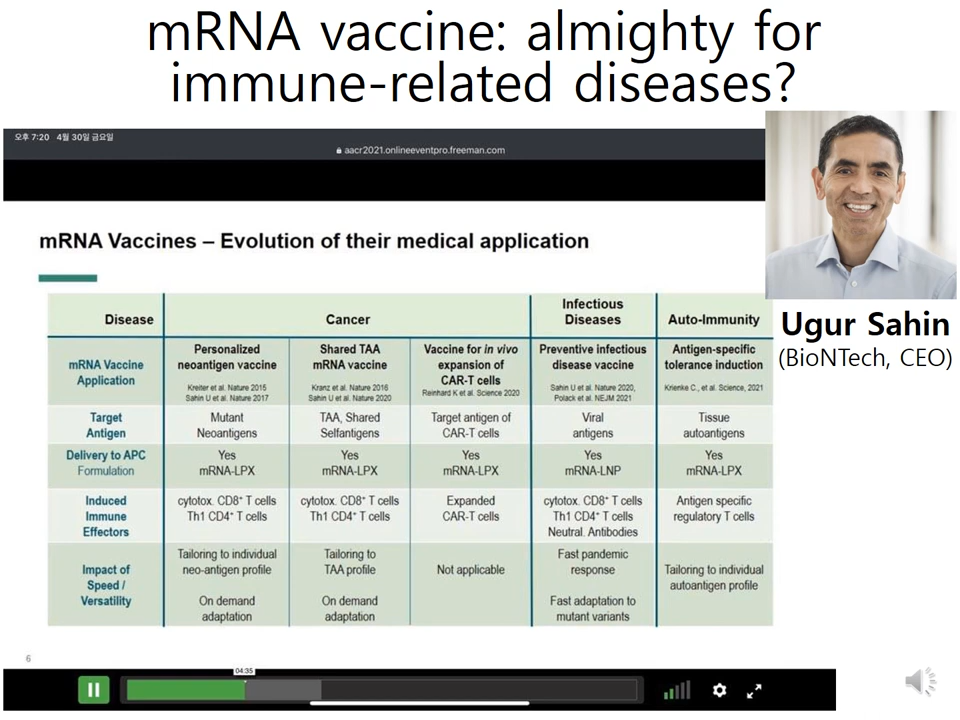 mRNA vaccine: almighty for
immune-related diseases?
오후 7:20 4월 30일 금요일
aacr2021.onlineeventpro.freeman.com
mRNA Vaccines – Evolution of their medical application
Disease
Cancer
Infectious
Diseases
Auto-Immunity
mRNA Vaccine
Application
Personalized
neoantigen vaccine
Kreiter et al. Nature 2015
Sahin U et al. Nature 2017
Shared TAA
mRNA vaccine
Kranz et al. Nature 2016
Sahin U et al. Nature 2020
Vaccine for in vivo
expansion of
CAR-T cells
Reinhard K et al. Science 2020
Preventive infectious
disease vaccine
Sahin U et al. Nature 2020,
Polack et al. NEJM 2021
Antigen-specific
tolerance induction
Krienke C., et al. Science, 2021
Target
Antigen
Mutant
Neoantigens
TAA, Shared
Selfantigens
Target antigen of
CAR-T cells
Viral
antigens
Tissue
autoantigens
Delivery to APC
Formulation
Yes
mRNA-LPX
Yes
mRNA-LPX
Yes
mRNA-LPX
Yes
mRNA-LNP
Yes
mRNA-LPX
Induced
Immune
Effectors
cytotox. CD8⁺ T cells
Th1 CD4⁺ T cells
cytotox. CD8⁺ T cells
Th1 CD4⁺ T cells
Expanded
CAR-T cells
cytotox. CD8⁺ T cells
Th1 CD4⁺ T cells
Neutral. Antibodies
Antigen specific
regulatory T cells
Impact of
Speed /
Versatility
Tailoring to individual
neo-antigen profile
On demand
adaptation
Tailoring to
TAA profile
On demand
adaptation
Not applicable
Fast pandemic
response
Fast adaptation to
mutant variants
Tailoring to individual
autoantigen profile
Ugur Sahin
(BioNTech, CEO)
6
04:35